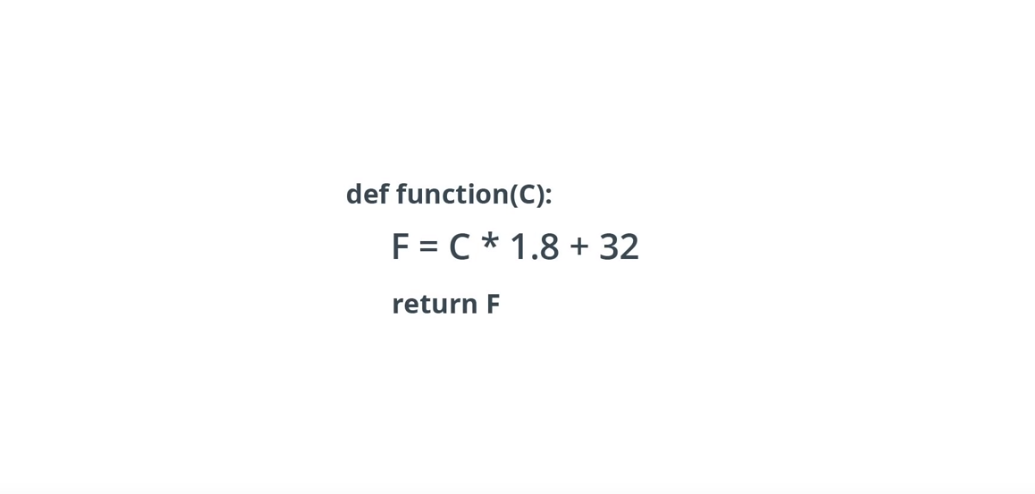 def function(C):
F = C * 1.8 + 32
return F